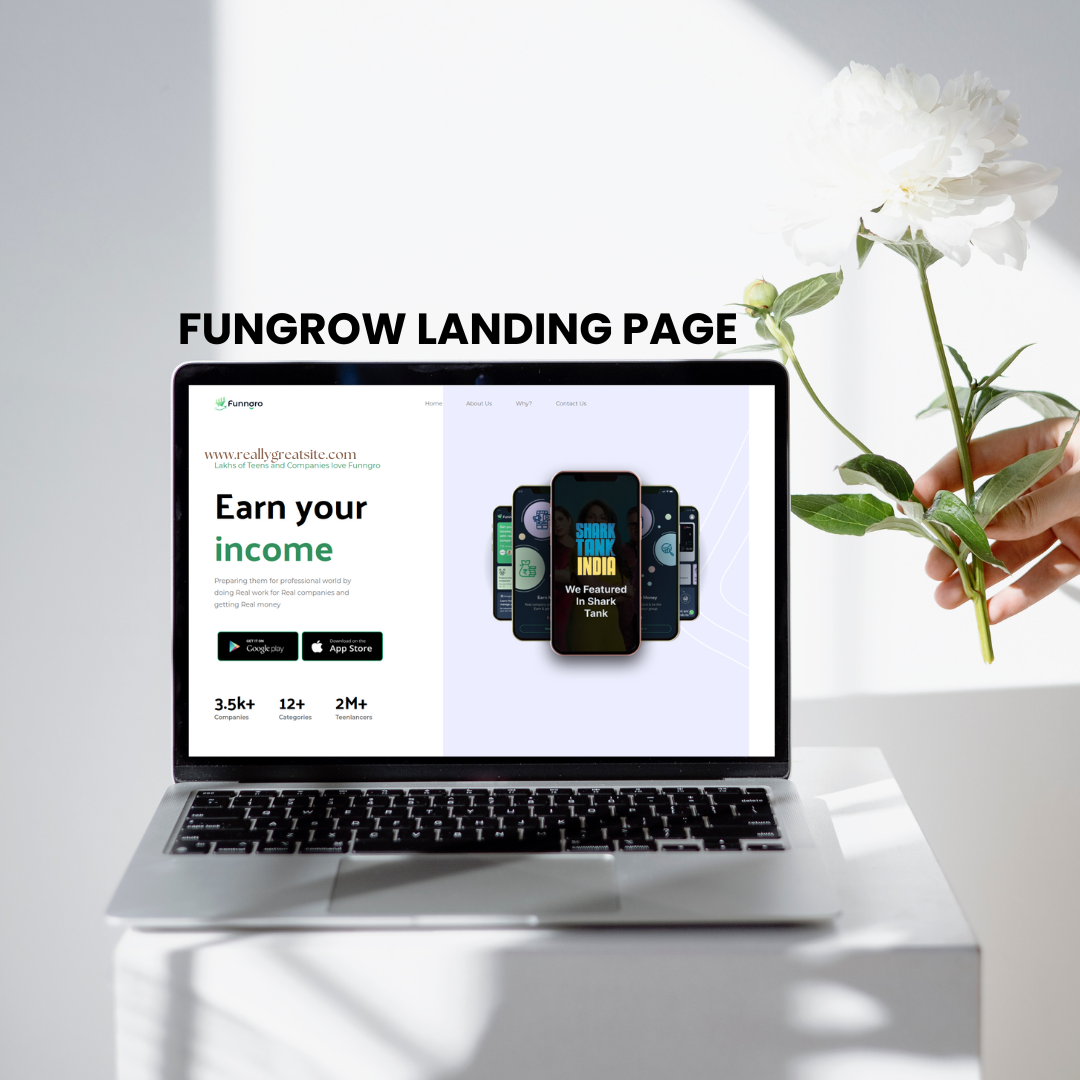 FUNGROW LANDING PAGE
Funngro
Home About Us Why? Contact Us
www.reallygreatsite.com
Lakhs of Teens and Companies love Funngro
Earn your
income
Preparing them for professional world by
doing Real work for Real companies and
getting Real money
GET IT ON
Google play
Download on the
App Store
3.5k+ 12+ 2M+
Companies Categories Teenlancers
SHARK
TANK
INDIA
We Featured
In Shark
Tank